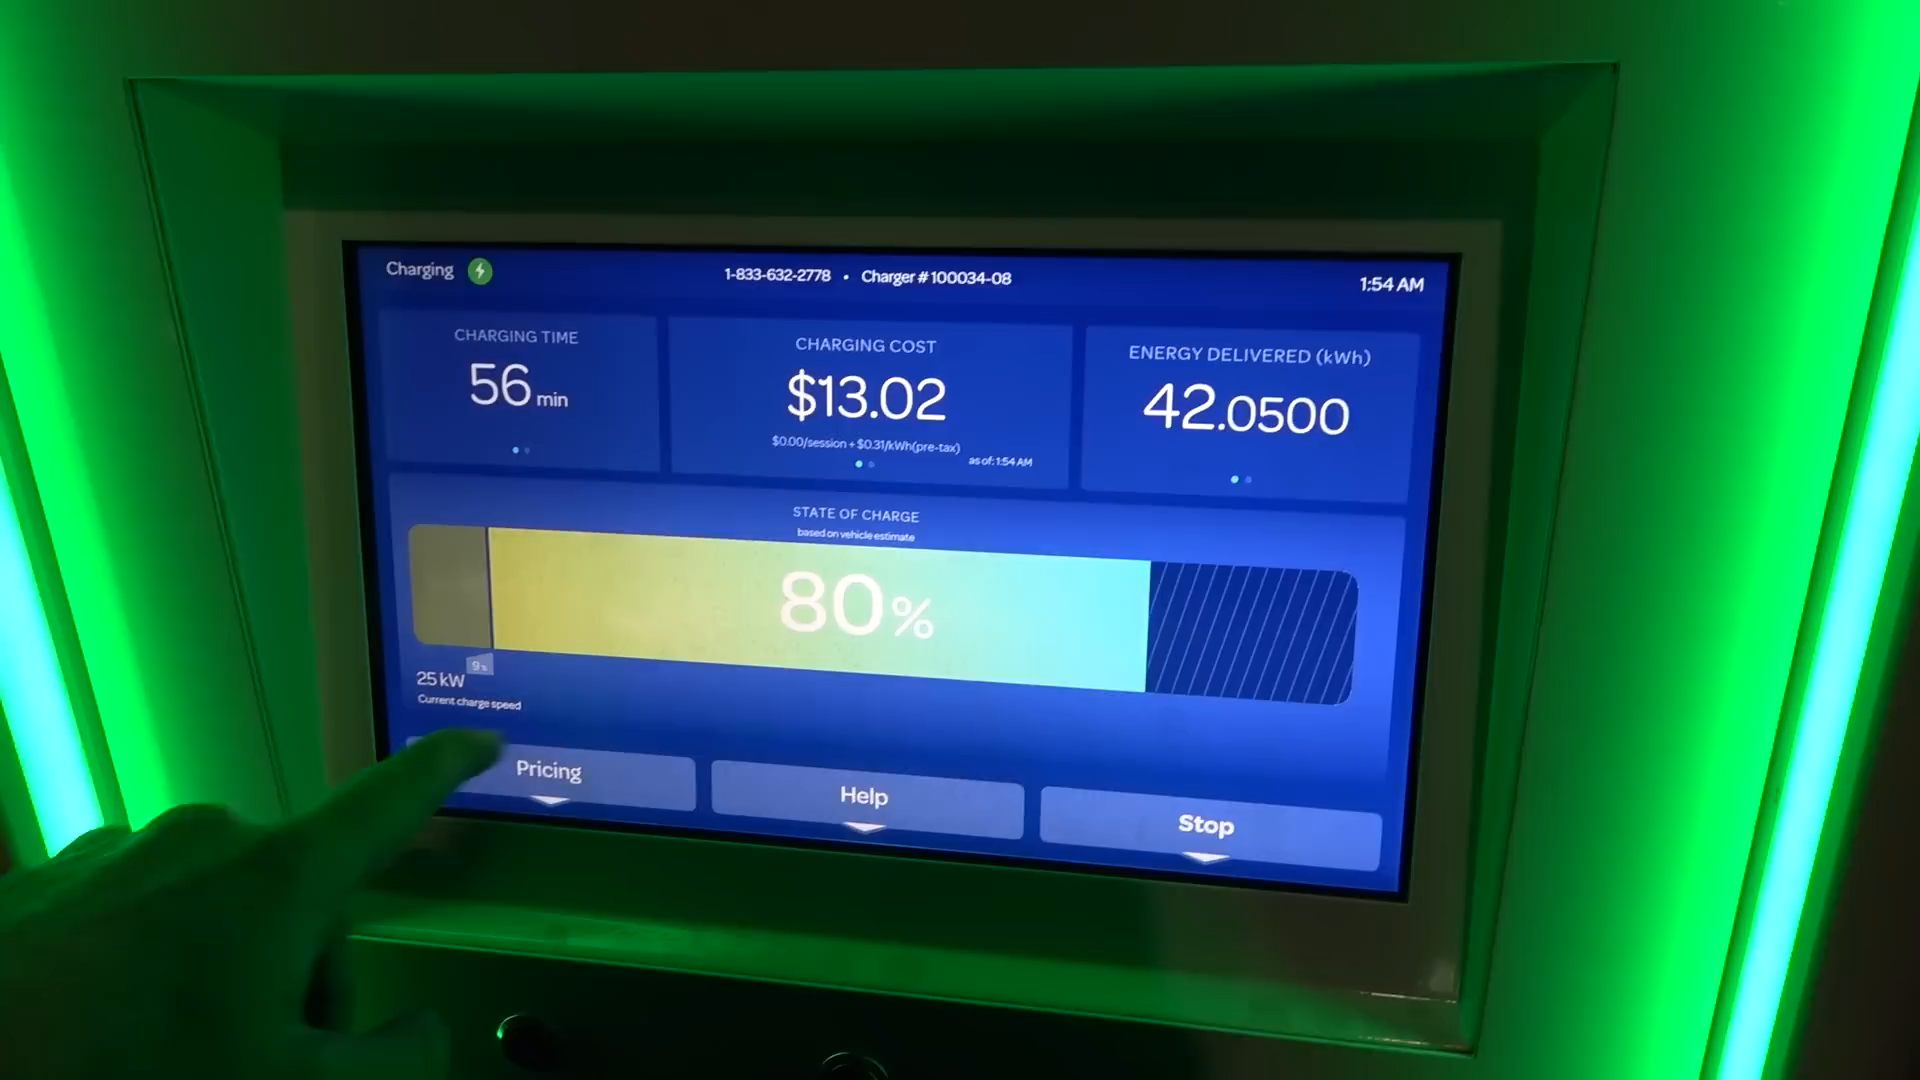 Charging
1-833-632-2778 • Charger # 100034-08
1:54 AM
CHARGING TIME
56 min
CHARGING COST
$13.02
$0.00/session + $0.31/kWh(pre-tax)
as of: 1:54 AM
ENERGY DELIVERED (kWh)
42.0500
STATE OF CHARGE
based on vehicle estimate
80%
9%
25 kW
Current charge speed
Pricing
Help
Stop